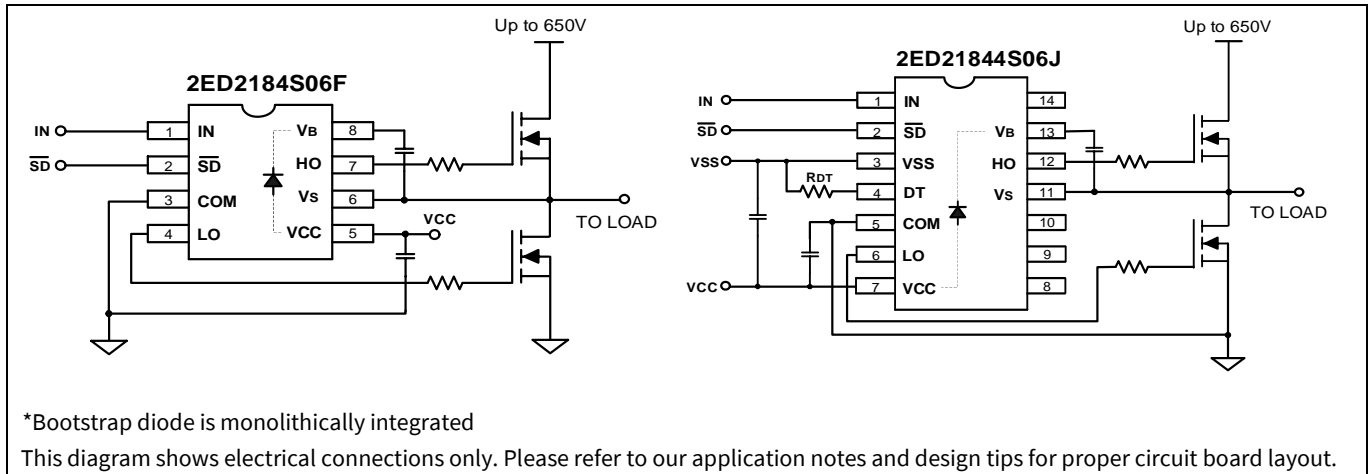 Up to 650V
2ED2184S06F
IN
SD
1 IN
2 SD
3 COM
4 LO
VB 8
HO 7
VS 6
VCC 5
VCC
TO LOAD
Up to 650V
2ED21844S06J
IN
SD
VSS
RDT
VCC
1 IN
2 SD
3 VSS
4 DT
5 COM
6 LO
7 VCC
14
VB 13
HO 12
VS 11
10
9
8
TO LOAD
*Bootstrap diode is monolithically integrated
This diagram shows electrical connections only. Please refer to our application notes and design tips for proper circuit board layout.